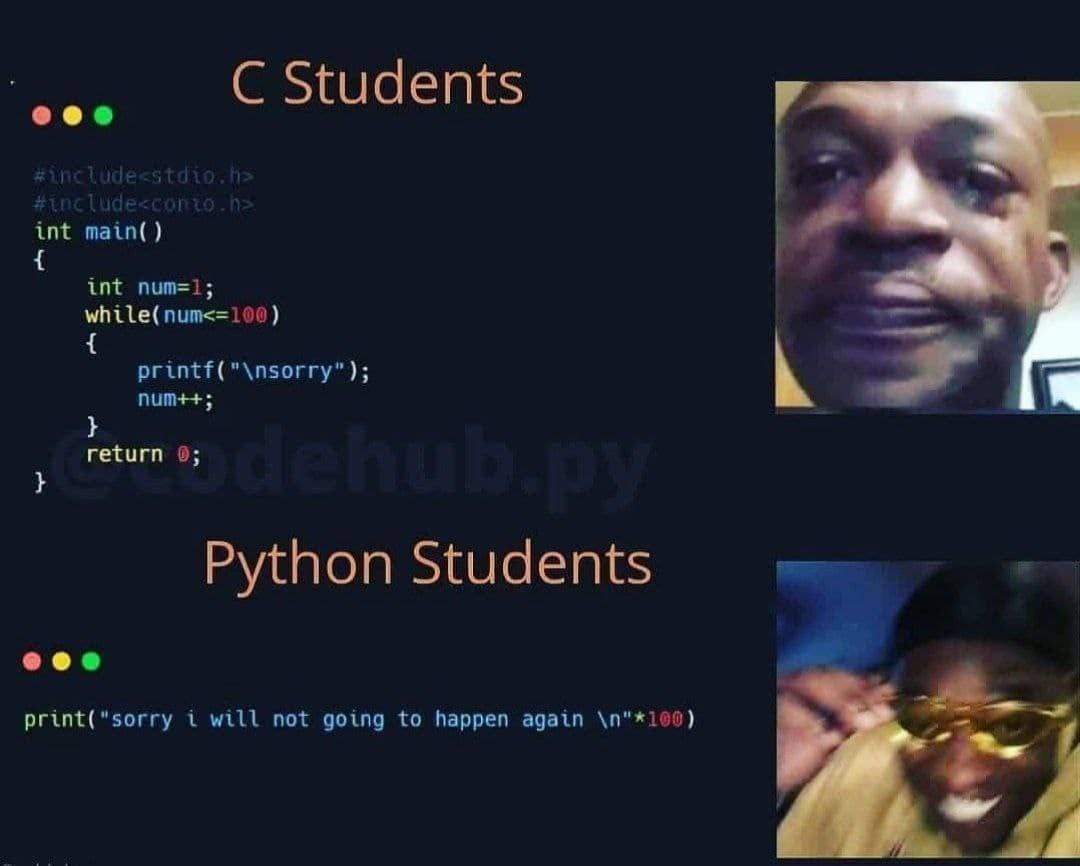 C Students
#include<stdio.h>
#include<conio.h>
int main()
{
int num=1;
while(num<=100)
{
printf("\nsorry");
num++;
}
return 0;
}
@codehub.py
Python Students
print("sorry i will not going to happen again \n"*100)